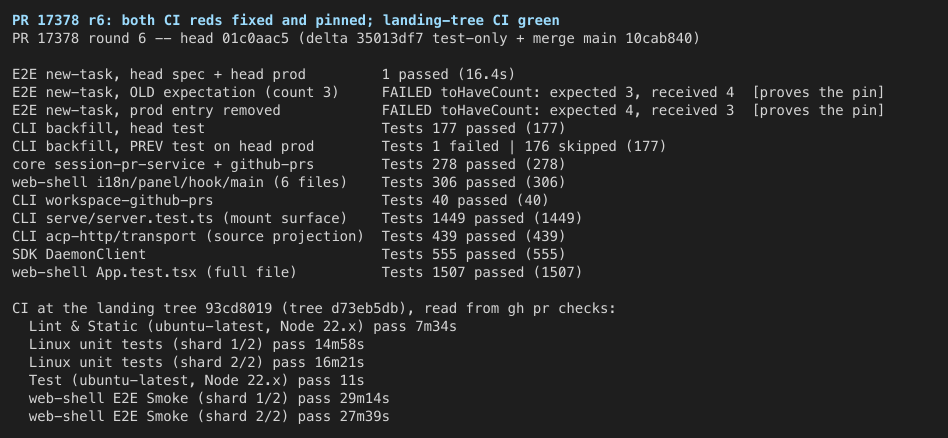 PR 17378 r6: both CI reds fixed and pinned; landing-tree CI green
PR 17378 round 6 -- head 01c0aac5 (delta 35013df7 test-only + merge main 10cab840)
E2E new-task, head spec + head prod 1 passed (16.4s)
E2E new-task, OLD expectation (count 3) FAILED toHaveCount: expected 3, received 4 [proves the pin]
E2E new-task, prod entry removed FAILED toHaveCount: expected 4, received 3 [proves the pin]
CLI backfill, head test Tests 177 passed (177)
CLI backfill, PREV test on head prod Tests 1 failed | 176 skipped (177)
core session-pr-service + github-prs Tests 278 passed (278)
web-shell i18n/panel/hook/main (6 files) Tests 306 passed (306)
CLI workspace-github-prs Tests 40 passed (40)
CLI serve/server.test.ts (mount surface) Tests 1449 passed (1449)
CLI acp-http/transport (source projection) Tests 439 passed (439)
SDK DaemonClient Tests 555 passed (555)
web-shell App.test.tsx (full file) Tests 1507 passed (1507)
CI at the landing tree 93cd8019 (tree d73eb5db), read from gh pr checks:
Lint & Static (ubuntu-latest, Node 22.x) pass 7m34s
Linux unit tests (shard 1/2) pass 14m58s
Linux unit tests (shard 2/2) pass 16m21s
Test (ubuntu-latest, Node 22.x) pass 11s
web-shell E2E Smoke (shard 1/2) pass 29m14s
web-shell E2E Smoke (shard 2/2) pass 27m39s